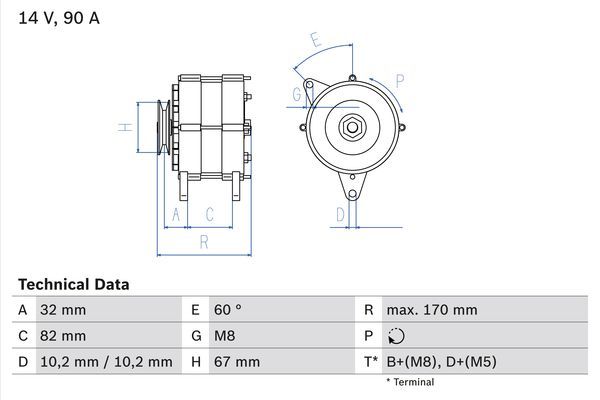 14 V, 90 A
E
P
G
H
A
C
D
R
Technical Data
A 32 mm E 60 ° R max. 170 mm
C 82 mm G M8 P
D 10,2 mm / 10,2 mm H 67 mm T* B+(M8), D+(M5)
* Terminal